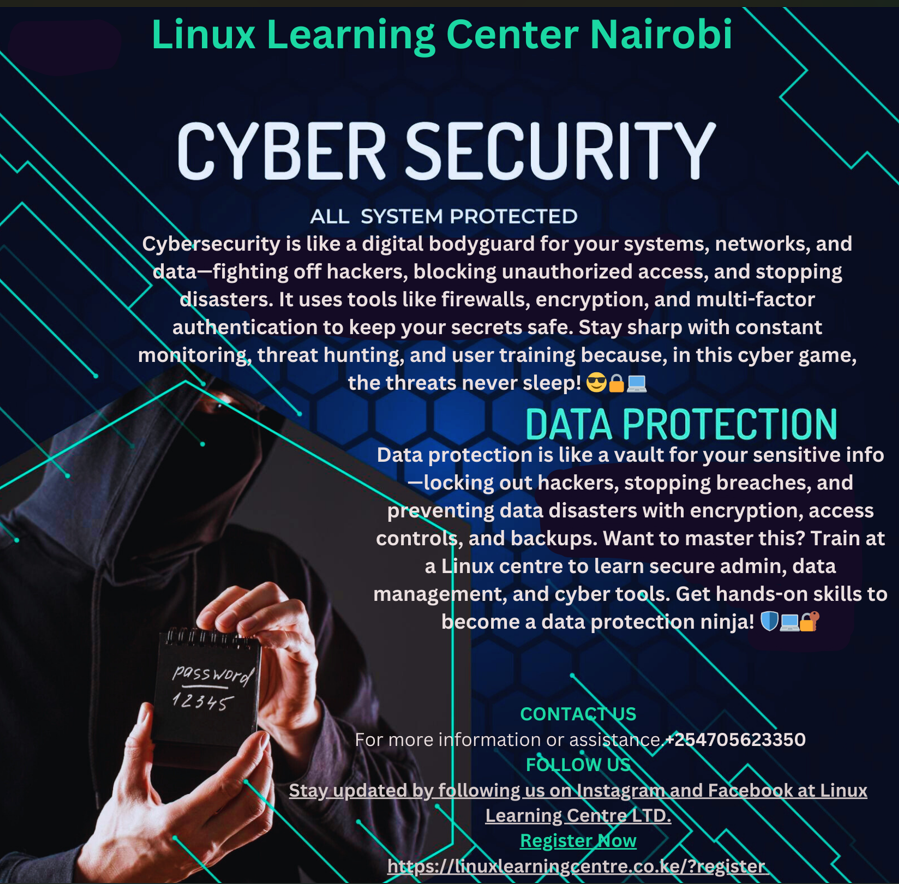 Linux Learning Center Nairobi
CYBER SECURITY
ALL SYSTEM PROTECTED
Cybersecurity is like a digital bodyguard for your systems, networks, and
data—fighting off hackers, blocking unauthorized access, and stopping
disasters. It uses tools like firewalls, encryption, and multi-factor
authentication to keep your secrets safe. Stay sharp with constant
monitoring, threat hunting, and user training because, in this cyber game,
the threats never sleep! 😎🔒💻
DATA PROTECTION
Data protection is like a vault for your sensitive info
—locking out hackers, stopping breaches, and
preventing data disasters with encryption, access
controls, and backups. Want to master this? Train at
a Linux centre to learn secure admin, data
management, and cyber tools. Get hands-on skills to
become a data protection ninja! 🛡️💻🔐
password
12345
CONTACT US
For more information or assistance,+254705623350
FOLLOW US
Stay updated by following us on Instagram and Facebook at Linux
Learning Centre LTD.
Register Now
https://linuxlearningcentre.co.ke/?register